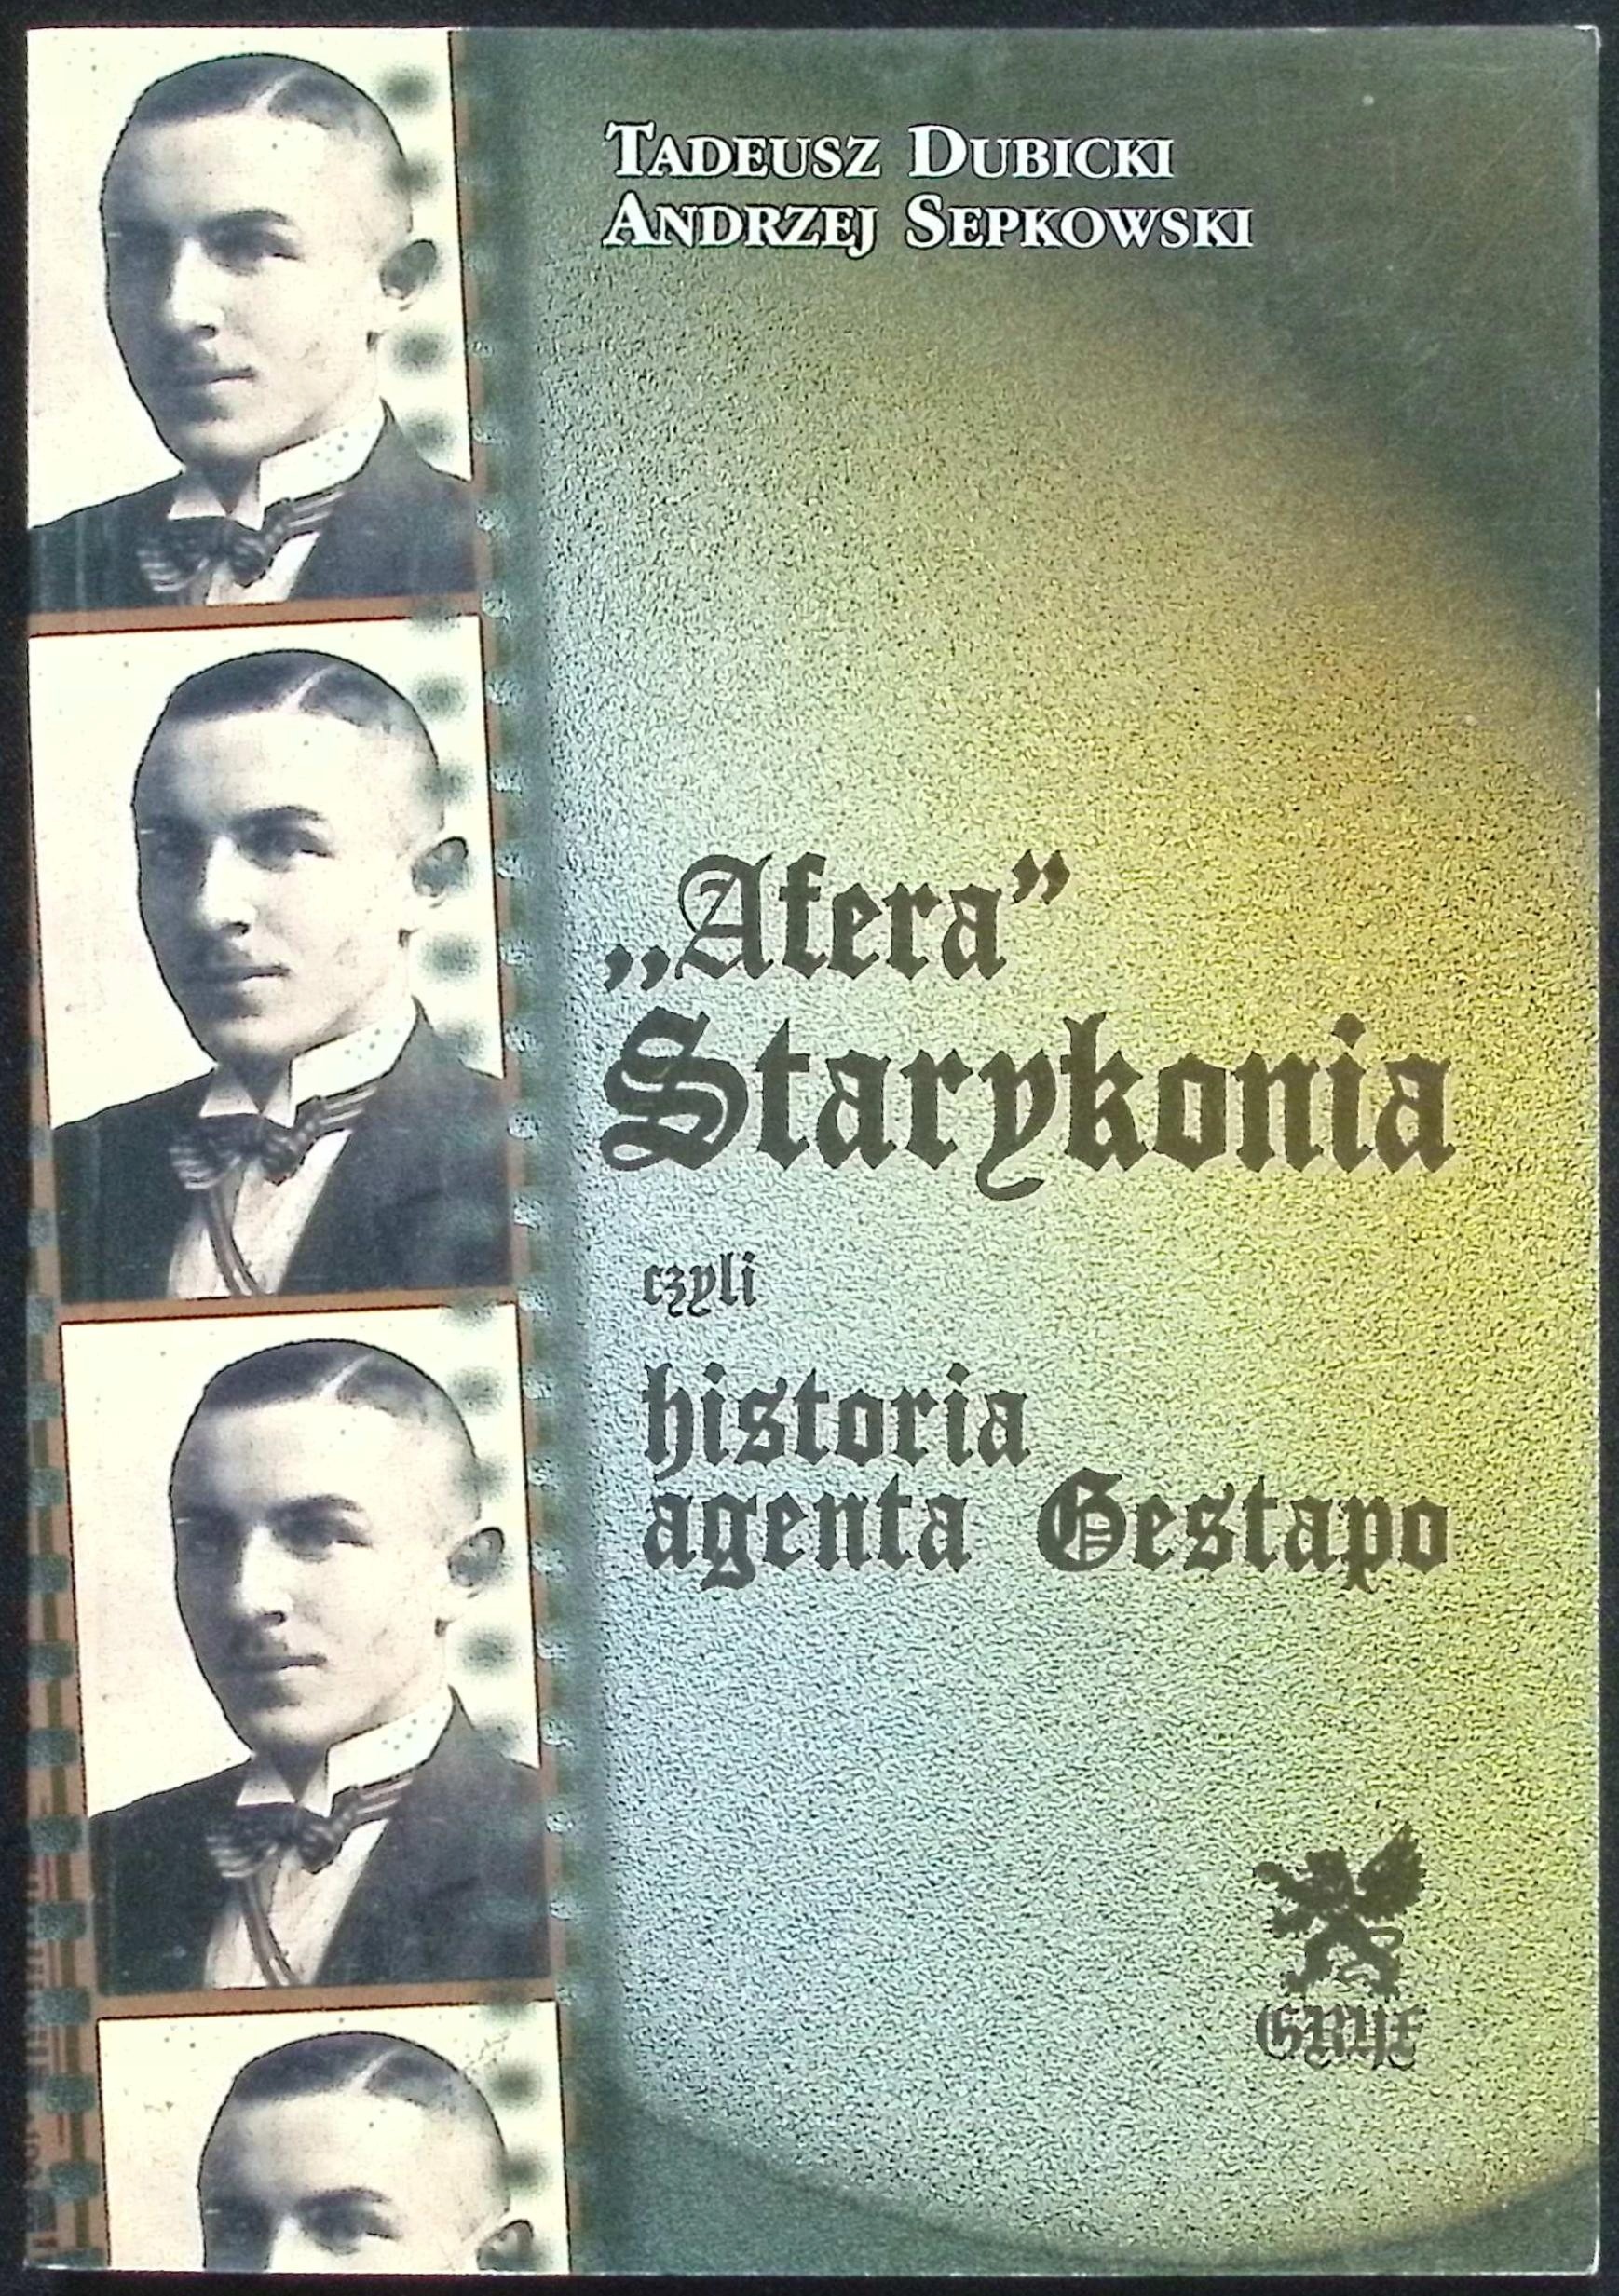 TADEUSZ DUBICKI
ANDRZEJ SEPKOWSKI
„Afera”
Starykonia
czyli
historia
agenta Gestapo
GRYF